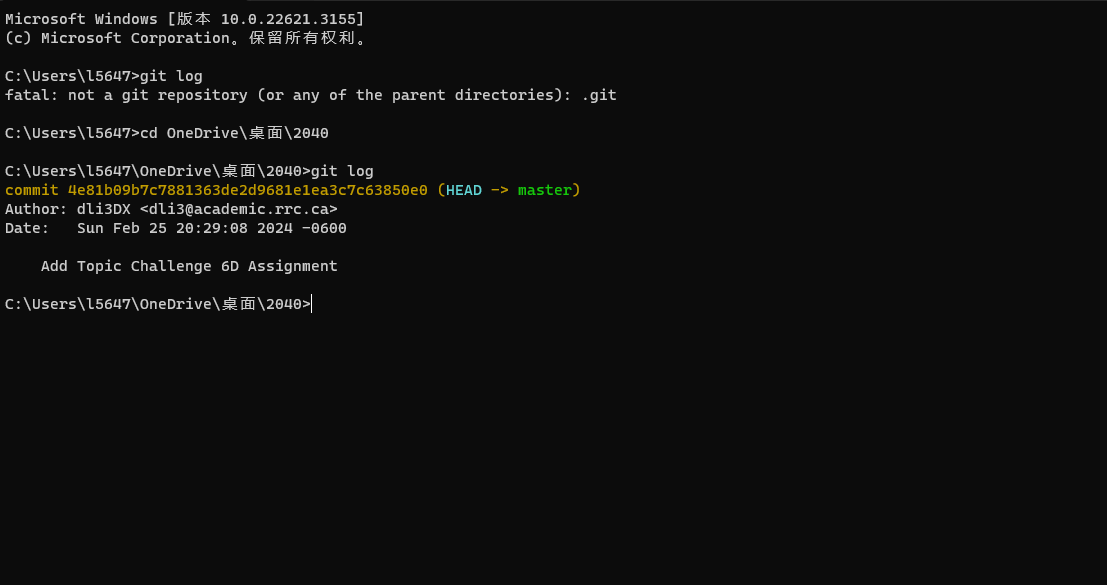 Microsoft Windows [版本 10.0.22621.3155]
(c) Microsoft Corporation。保留所有权利。
C:\Users\l5647>git log
fatal: not a git repository (or any of the parent directories): .git
C:\Users\l5647>cd OneDrive\桌面\2040
C:\Users\l5647\OneDrive\桌面\2040>git log
commit 4e81b09b7c7881363de2d9681e1ea3c7c63850e0 (HEAD -> master)
Author: dli3DX <dli3@academic.rrc.ca>
Date:   Sun Feb 25 20:29:08 2024 -0600
    Add Topic Challenge 6D Assignment
C:\Users\l5647\OneDrive\桌面\2040>